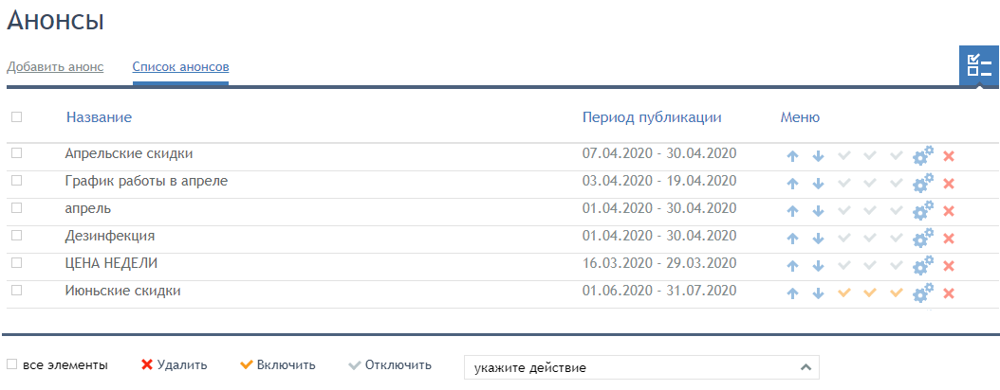 Анонсы
Добавить анонс Список анонсов
Название Период публикации Меню
Апрельские скидки 07.04.2020 - 30.04.2020
График работы в апреле 03.04.2020 - 19.04.2020
апрель 01.04.2020 - 30.04.2020
Дезинфекция 01.04.2020 - 30.04.2020
ЦЕНА НЕДЕЛИ 16.03.2020 - 29.03.2020
Июньские скидки 01.06.2020 - 31.07.2020
все элементы Удалить Включить Отключить укажите действие